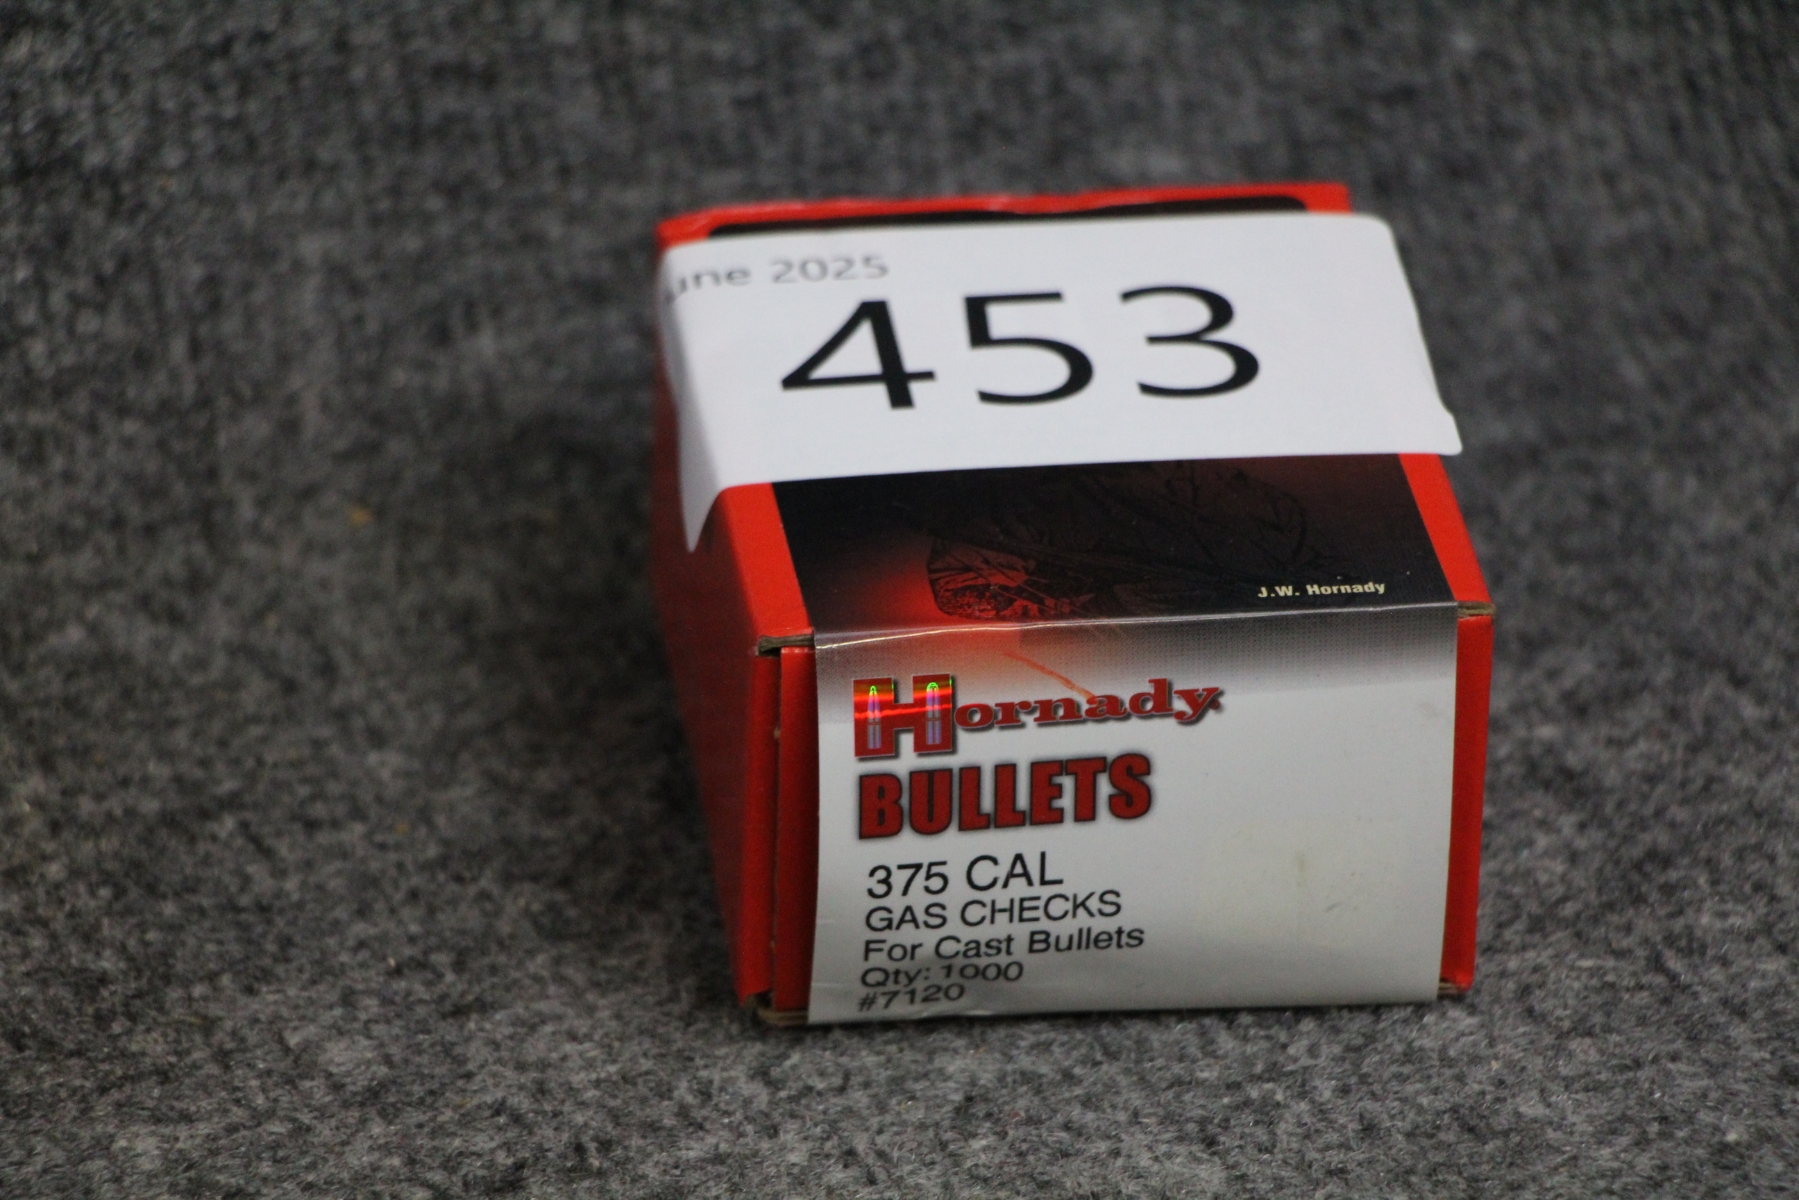 une 2025
453
J.W. Hornady
Hornady
BULLETS
375 CAL
GAS CHECKS
For Cast Bullets
Qty: 1000
#7120